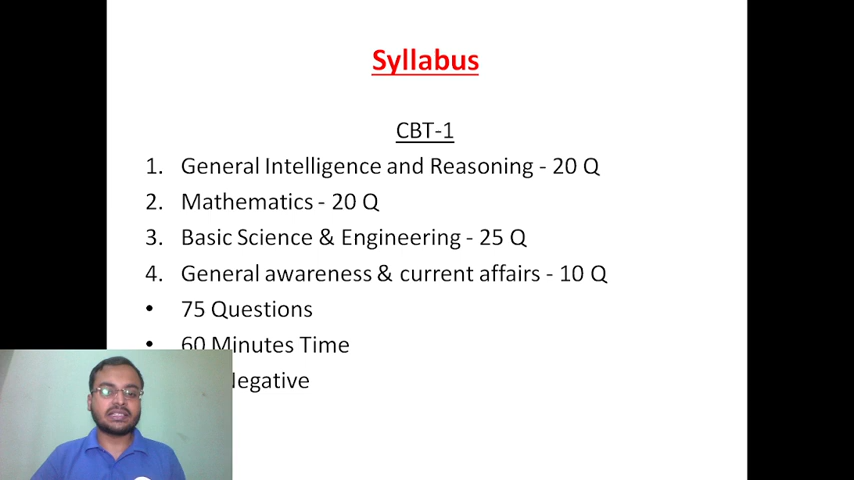 Syllabus
CBT-1
1. General Intelligence and Reasoning - 20 Q
2. Mathematics - 20 Q
3. Basic Science & Engineering - 25 Q
4. General awareness & current affairs - 10 Q
• 75 Questions
• 60 Minutes Time
Negative